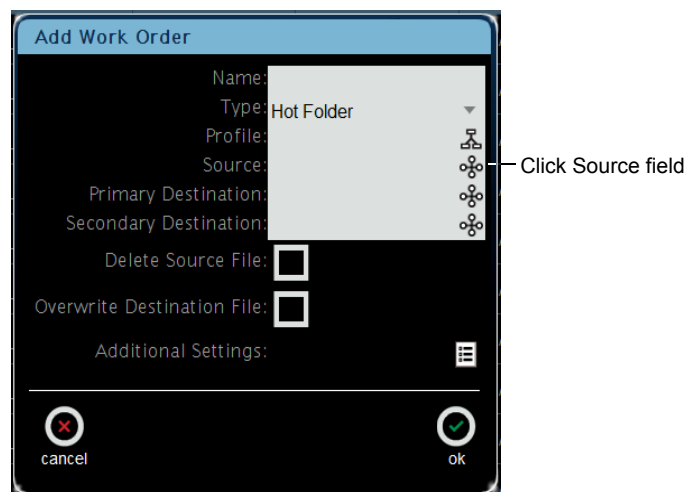 Add Work Order
Name:
Type: Hot Folder
Profile:
Source:
Click Source field
Primary Destination:
Secondary Destination:
Delete Source File:
Overwrite Destination File:
Additional Settings:
cancel
ok